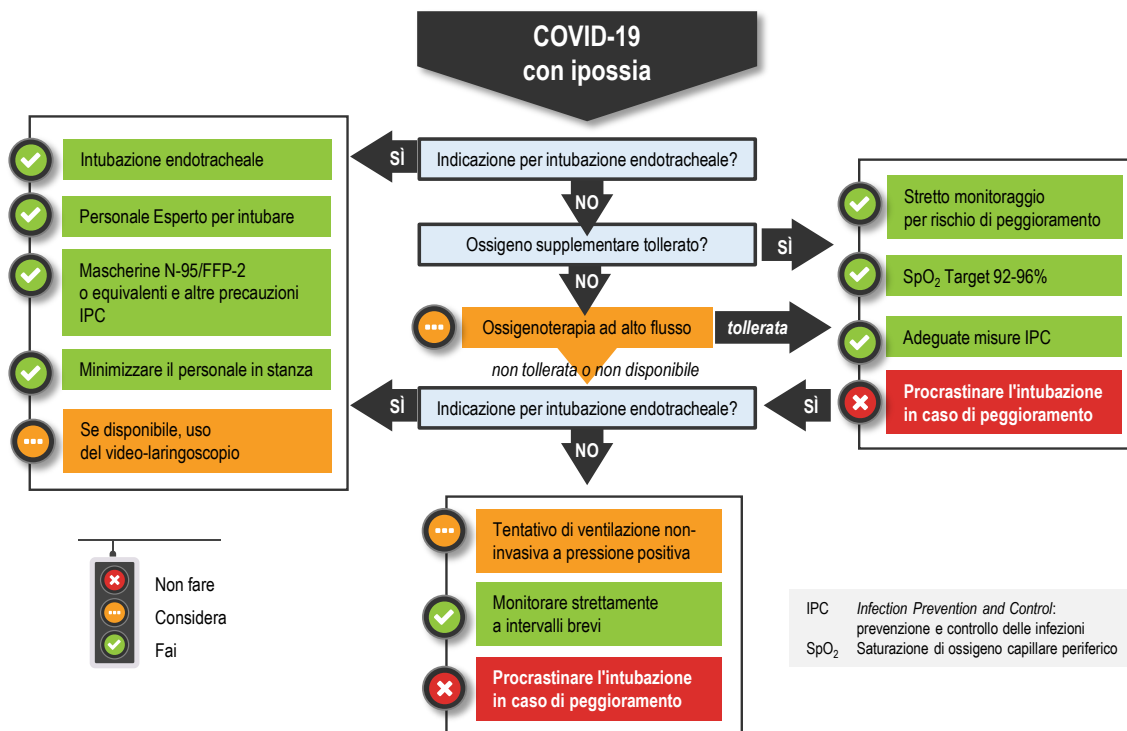 COVID-19
con ipossia
Indicazione per intubazione endotracheale?
SÌ
NO
Intubazione endotracheale
Personale Esperto per intubare
Mascherine N-95/FFP-2
o equivalenti e altre precauzioni
IPC
Minimizzare il personale in stanza
Se disponibile, uso
del video-laringoscopio
Ossigeno supplementare tollerato?
SÌ
NO
Stretto monitoraggio
per rischio di peggioramento
SpO₂ Target 92-96%
Adeguate misure IPC
Procrastinare l'intubazione
in caso di peggioramento
Ossigenoterapia ad alto flusso
tollerata
non tollerata o non disponibile
Indicazione per intubazione endotracheale?
SÌ
SÌ
NO
Tentativo di ventilazione non-
invasiva a pressione positiva
Monitorare strettamente
a intervalli brevi
Procrastinare l'intubazione
in caso di peggioramento
Non fare
Considera
Fai
IPC Infection Prevention and Control:
prevenzione e controllo delle infezioni
SpO₂ Saturazione di ossigeno capillare periferico